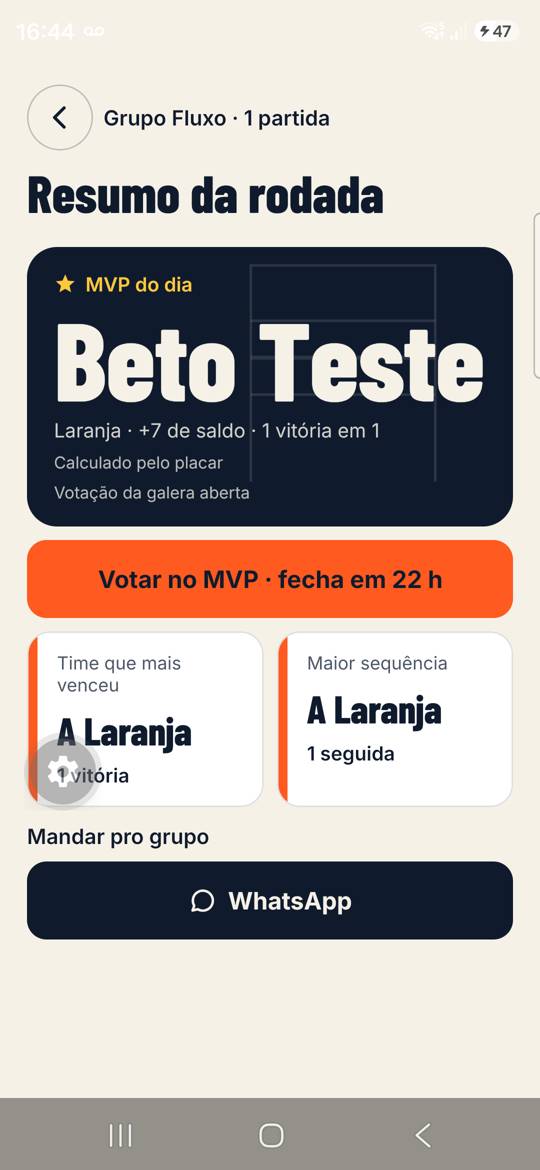 16:44
47
Grupo Fluxo · 1 partida
Resumo da rodada
MVP do dia
Beto Teste
Laranja · +7 de saldo · 1 vitória em 1
Calculado pelo placar
Votação da galera aberta
Votar no MVP · fecha em 22 h
Time que mais
venceu
A Laranja
1 vitória
Maior sequência
A Laranja
1 seguida
Mandar pro grupo
WhatsApp